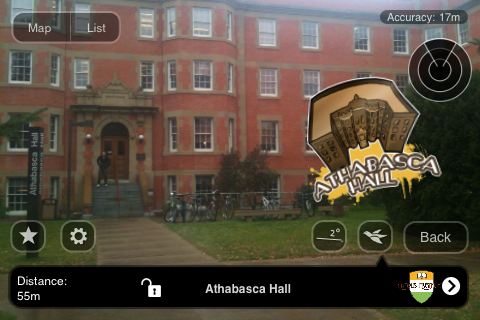 Map
List
Accuracy: 17m
Athabasca Hall
ATHABASCA
HALL
2°
Back
Distance:
55m
Athabasca Hall